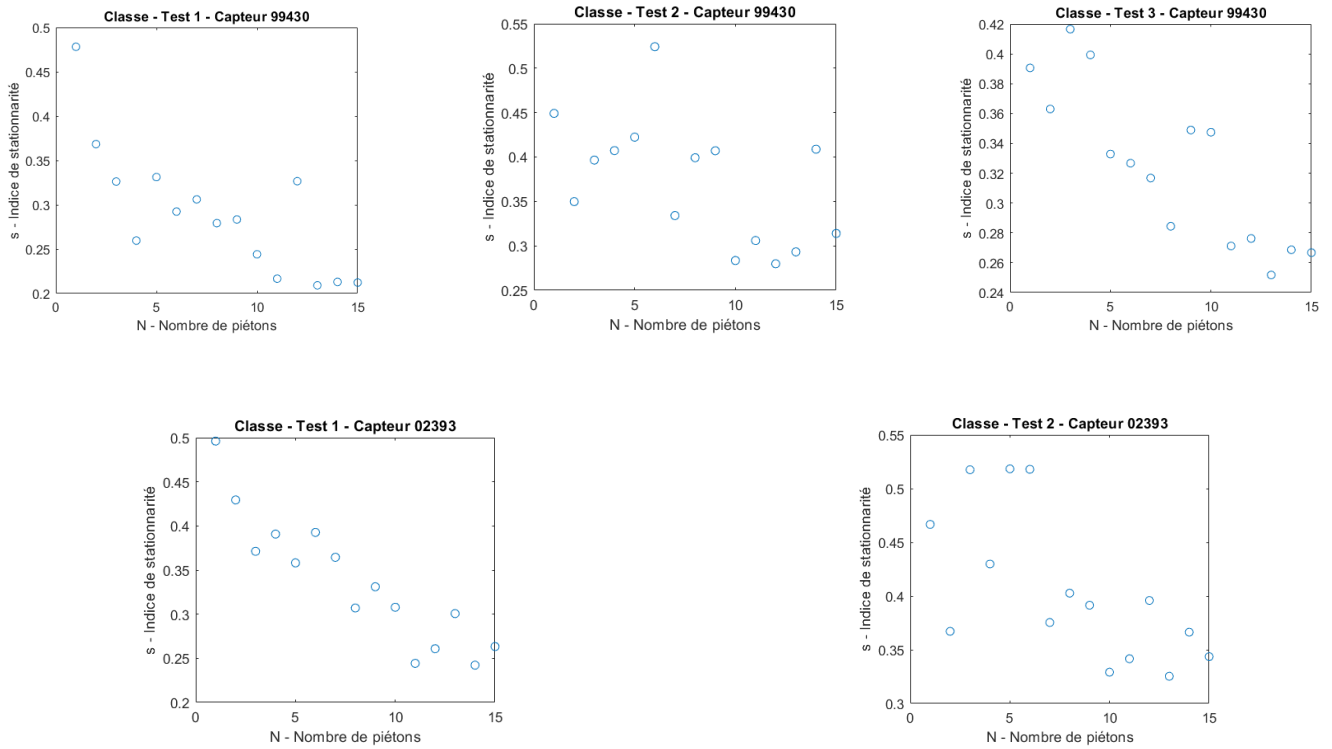 Classe - Test 1 - Capteur 99430
0.5
0.45
0.4
0.35
0.3
0.25
0.2
0 5 10 15
N - Nombre de piétons
s - Indice de stationnarité
Classe - Test 2 - Capteur 99430
0.55
0.5
0.45
0.4
0.35
0.3
0.25
0 5 10 15
N - Nombre de piétons
s - Indice de stationnarité
Classe - Test 3 - Capteur 99430
0.42
0.4
0.38
0.36
0.34
0.32
0.3
0.28
0.26
0.24
0 5 10 15
N - Nombre de piétons
s - Indice de stationnarité
Classe - Test 1 - Capteur 02393
0.5
0.45
0.4
0.35
0.3
0.25
0.2
0 5 10 15
N - Nombre de piétons
s - Indice de stationnarité
Classe - Test 2 - Capteur 02393
0.55
0.5
0.45
0.4
0.35
0.3
0 5 10 15
N - Nombre de piétons
s - Indice de stationnarité